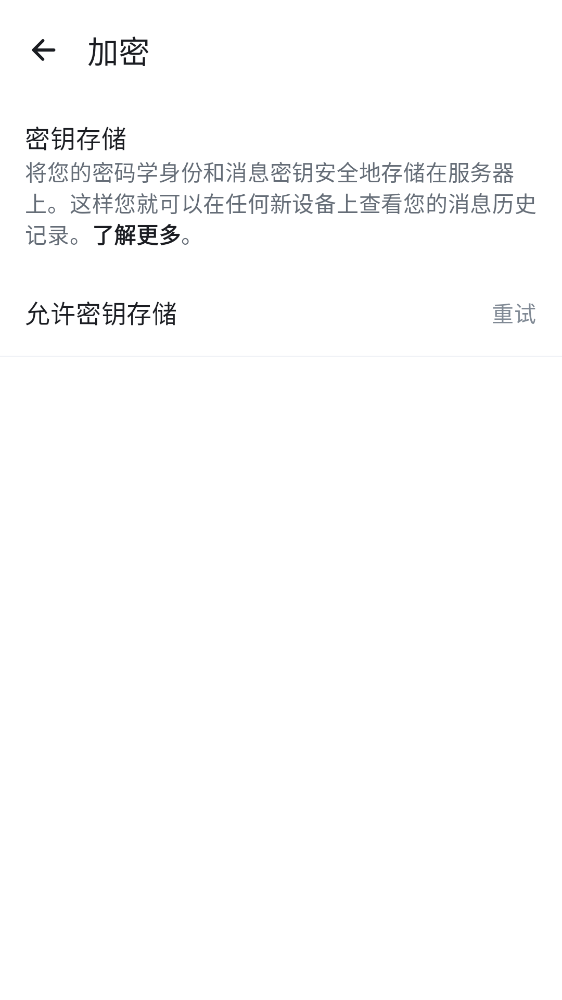 加密
密钥存储
将您的密码学身份和消息密钥安全地存储在服务器
上。这样您就可以在任何新设备上查看您的消息历史
记录。了解更多。
允许密钥存储
重试